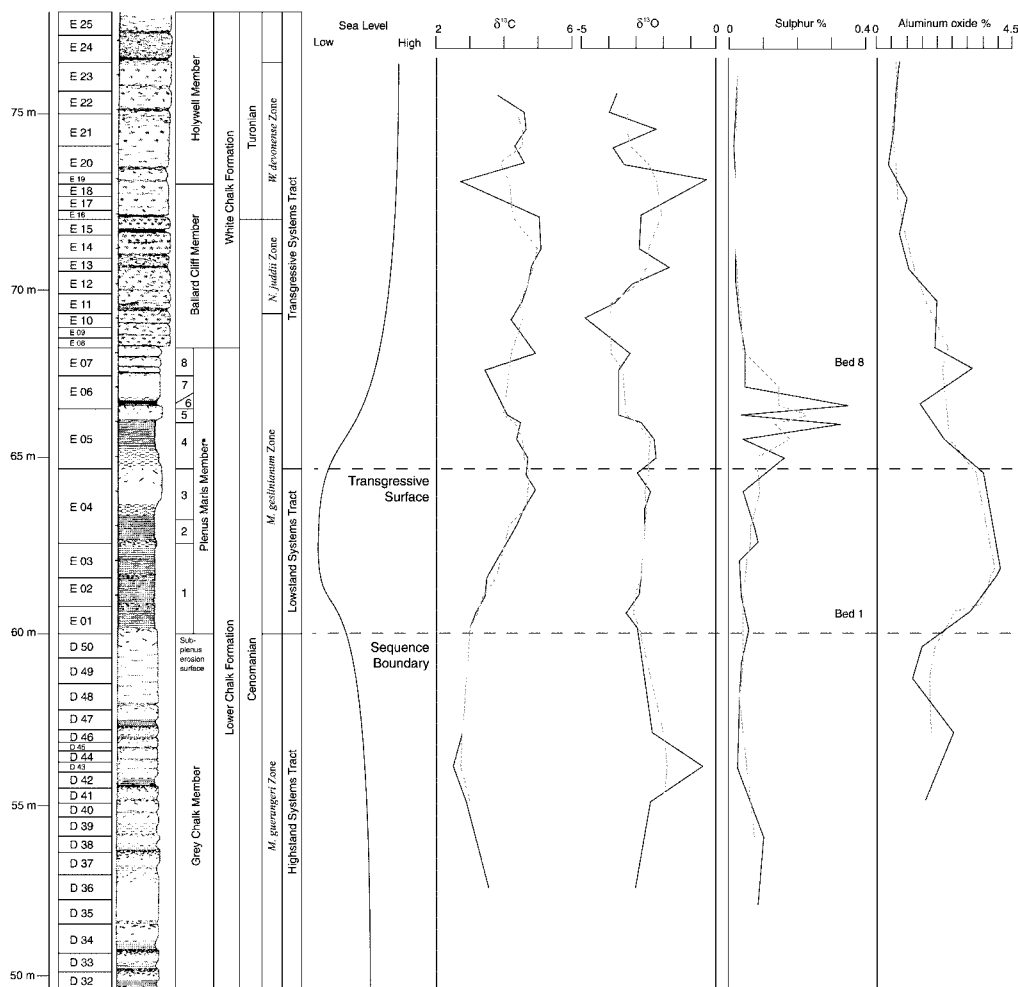 Sea Level
Low
High
δ¹³C
2
6
δ¹³O
-5
0
Sulphur %
0
0.4
Aluminum oxide %
0
4.5
75 m
70 m
65 m
60 m
55 m
50 m
E 25
E 24
E 23
E 22
E 21
E 20
E 19
E 18
E 17
E 16
E 15
E 14
E 13
E 12
E 11
E 10
E 09
E 08
E 07
E 06
E 05
E 04
E 03
E 02
E 01
D 50
D 49
D 48
D 47
D 46
D 45
D 44
D 43
D 42
D 41
D 40
D 39
D 38
D 37
D 36
D 35
D 34
D 33
D 32
8
7
6
5
4
3
2
1
Sub-
plenus
erosion
surface
Holywell Member
Ballard Cliff Member
Plenus Marls Member*
Grey Chalk Member
White Chalk Formation
Lower Chalk Formation
Turonian
Cenomanian
W. devonense Zone
N. juddii Zone
M. geslinianum Zone
M. guerangeri Zone
Transgressive Systems Tract
Lowstand Systems Tract
Highstand Systems Tract
Transgressive
Surface
Sequence
Boundary
Bed 8
Bed 1